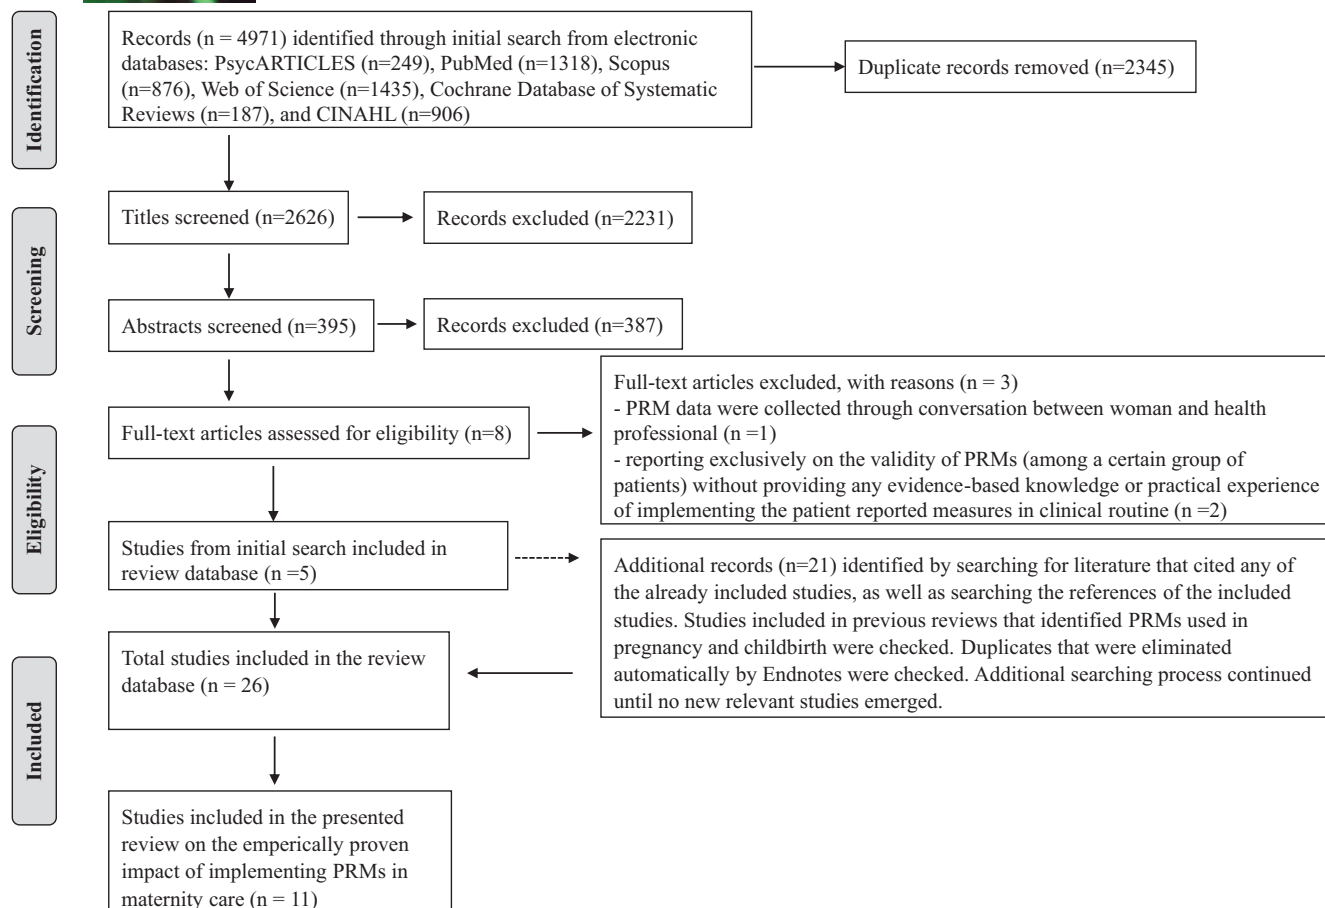 Identification
Records (n = 4971) identified through initial search from electronic
databases: PsycARTICLES (n=249), PubMed (n=1318), Scopus
(n=876), Web of Science (n=1435), Cochrane Database of Systematic
Reviews (n=187), and CINAHL (n=906)
Duplicate records removed (n=2345)
Screening
Titles screened (n=2626)
Records excluded (n=2231)
Abstracts screened (n=395)
Records excluded (n=387)
Eligibility
Full-text articles assessed for eligibility (n=8)
Full-text articles excluded, with reasons (n = 3)
- PRM data were collected through conversation between woman and health
professional (n =1)
- reporting exclusively on the validity of PRMs (among a certain group of
patients) without providing any evidence-based knowledge or practical experience
of implementing the patient reported measures in clinical routine (n =2)
Studies from initial search included in
review database (n =5)
Additional records (n=21) identified by searching for literature that cited any of
the already included studies, as well as searching the references of the included
studies. Studies included in previous reviews that identified PRMs used in
pregnancy and childbirth were checked. Duplicates that were eliminated
automatically by Endnotes were checked. Additional searching process continued
until no new relevant studies emerged.
Included
Total studies included in the review
database (n = 26)
Studies included in the presented
review on the emperically proven
impact of implementing PRMs in
maternity care (n = 11)